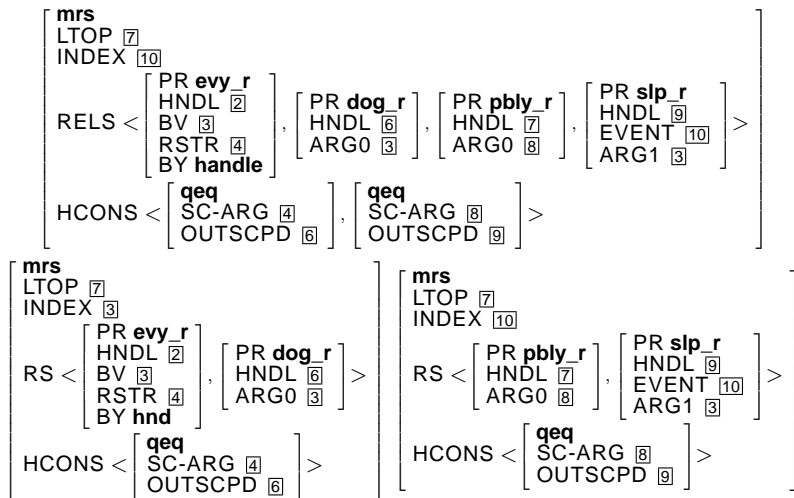 mrs
LTOP 7
INDEX 10
RELS < [ PR evy_r HNDL 2 BV 3 RSTR 4 BY handle ] , [ PR dog_r HNDL 6 ARG0 3 ] , [ PR pbly_r HNDL 7 ARG0 8 ] , [ PR slp_r HNDL 9 EVENT 10 ARG1 3 ] >
HCONS < [ qeq SC-ARG 4 OUTSCPD 6 ] , [ qeq SC-ARG 8 OUTSCPD 9 ] >
mrs
LTOP 7
INDEX 3
RS < [ PR evy_r HNDL 2 BV 3 RSTR 4 BY hnd ] , [ PR dog_r HNDL 6 ARG0 3 ] >
HCONS < [ qeq SC-ARG 4 OUTSCPD 6 ] >
mrs
LTOP 7
INDEX 10
RS < [ PR pbly_r HNDL 7 ARG0 8 ] , [ PR slp_r HNDL 9 EVENT 10 ARG1 3 ] >
HCONS < [ qeq SC-ARG 8 OUTSCPD 9 ] >